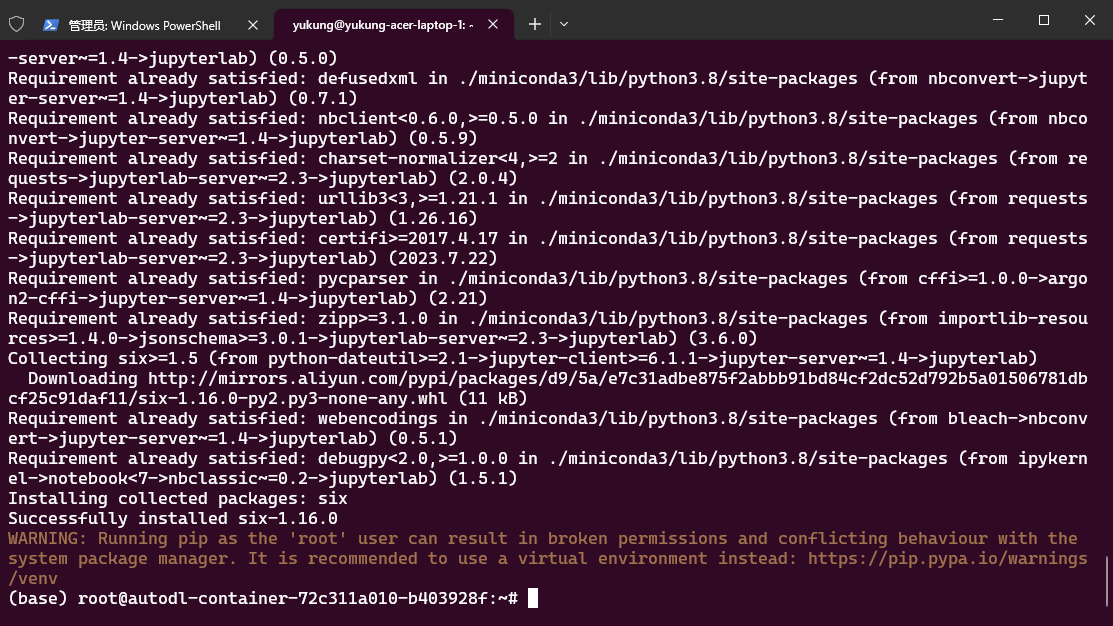 管理员: Windows PowerShell
yukung@yukung-acer-laptop-1: ~
-server~=1.4->jupyterlab) (0.5.0)
Requirement already satisfied: defusedxml in ./miniconda3/lib/python3.8/site-packages (from nbconvert->jupyt
er-server~=1.4->jupyterlab) (0.7.1)
Requirement already satisfied: nbclient<0.6.0,>=0.5.0 in ./miniconda3/lib/python3.8/site-packages (from nbco
nvert->jupyter-server~=1.4->jupyterlab) (0.5.9)
Requirement already satisfied: charset-normalizer<4,>=2 in ./miniconda3/lib/python3.8/site-packages (from re
quests->jupyterlab-server~=2.3->jupyterlab) (2.0.4)
Requirement already satisfied: urllib3<3,>=1.21.1 in ./miniconda3/lib/python3.8/site-packages (from requests
->jupyterlab-server~=2.3->jupyterlab) (1.26.16)
Requirement already satisfied: certifi>=2017.4.17 in ./miniconda3/lib/python3.8/site-packages (from requests
->jupyterlab-server~=2.3->jupyterlab) (2023.7.22)
Requirement already satisfied: pycparser in ./miniconda3/lib/python3.8/site-packages (from cffi>=1.0.0->argo
n2-cffi->jupyter-server~=1.4->jupyterlab) (2.21)
Requirement already satisfied: zipp>=3.1.0 in ./miniconda3/lib/python3.8/site-packages (from importlib-resou
rces>=1.4.0->jsonschema>=3.0.1->jupyterlab-server~=2.3->jupyterlab) (3.6.0)
Collecting six>=1.5 (from python-dateutil>=2.1->jupyter-client>=6.1.1->jupyter-server~=1.4->jupyterlab)
  Downloading http://mirrors.aliyun.com/pypi/packages/d9/5a/e7c31adbe875f2abbb91bd84cf2dc52d792b5a01506781db
cf25c91daf11/six-1.16.0-py2.py3-none-any.whl (11 kB)
Requirement already satisfied: webencodings in ./miniconda3/lib/python3.8/site-packages (from bleach->nbconv
ert->jupyter-server~=1.4->jupyterlab) (0.5.1)
Requirement already satisfied: debugpy<2.0,>=1.0.0 in ./miniconda3/lib/python3.8/site-packages (from ipykern
el->notebook<7->nbclassic~=0.2->jupyterlab) (1.5.1)
Installing collected packages: six
Successfully installed six-1.16.0
WARNING: Running pip as the 'root' user can result in broken permissions and conflicting behaviour with the
system package manager. It is recommended to use a virtual environment instead: https://pip.pypa.io/warnings
/venv
(base) root@autodl-container-72c311a010-b403928f:~#